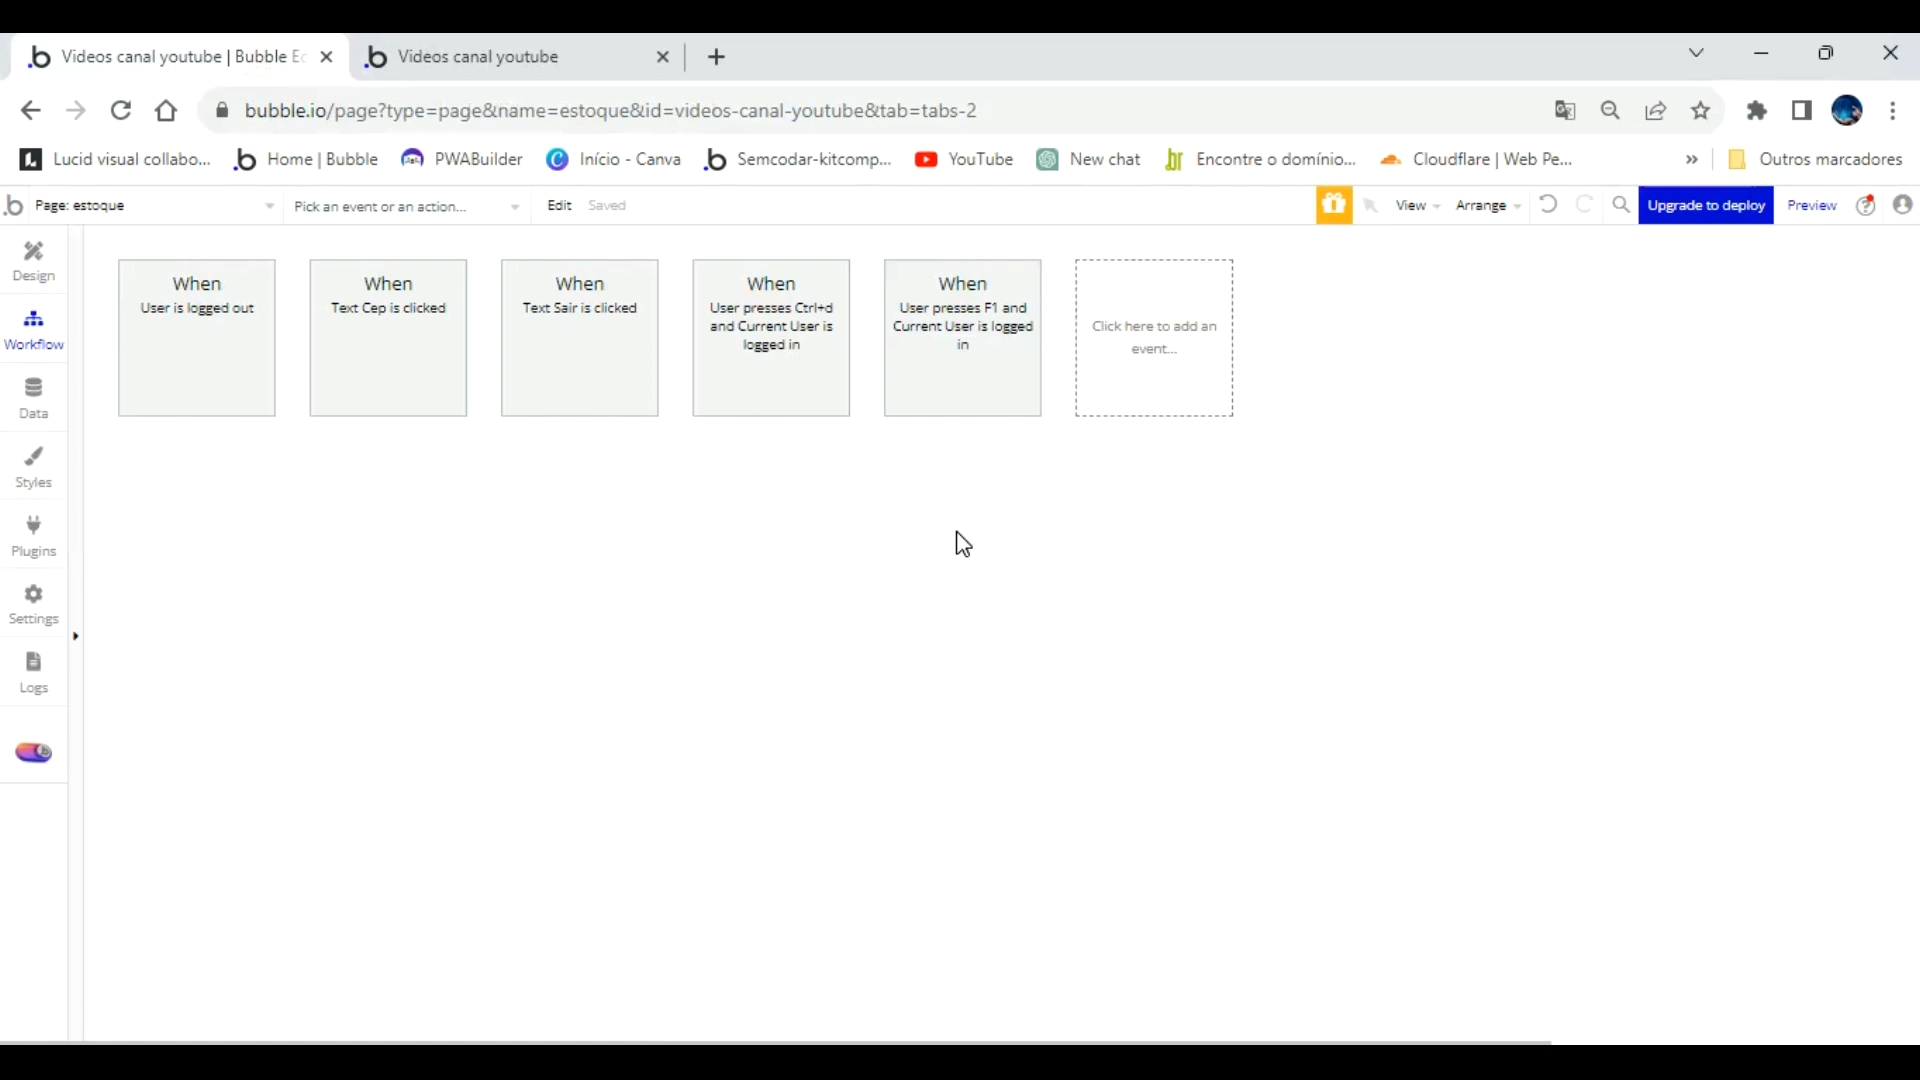 Videos canal youtube | Bubble Ec
Videos canal youtube
bubble.io/page?type=page&name=estoque&id=videos-canal-youtube&tab=tabs-2
Lucid visual collabo...
Home | Bubble
PWABuilder
Início - Canva
Semcodar-kitcomp...
YouTube
New chat
Encontre o domínio...
Cloudflare | Web Pe...
»
Outros marcadores
Page: estoque
Pick an event or an action...
Edit
Saved
View
Arrange
Upgrade to deploy
Preview
Design
Workflow
Data
Styles
Plugins
Settings
Logs
When
User is logged out
When
Text Cep is clicked
When
Text Sair is clicked
When
User presses Ctrl+d
and Current User is
logged in
When
User presses F1 and
Current User is logged
in
Click here to add an
event...